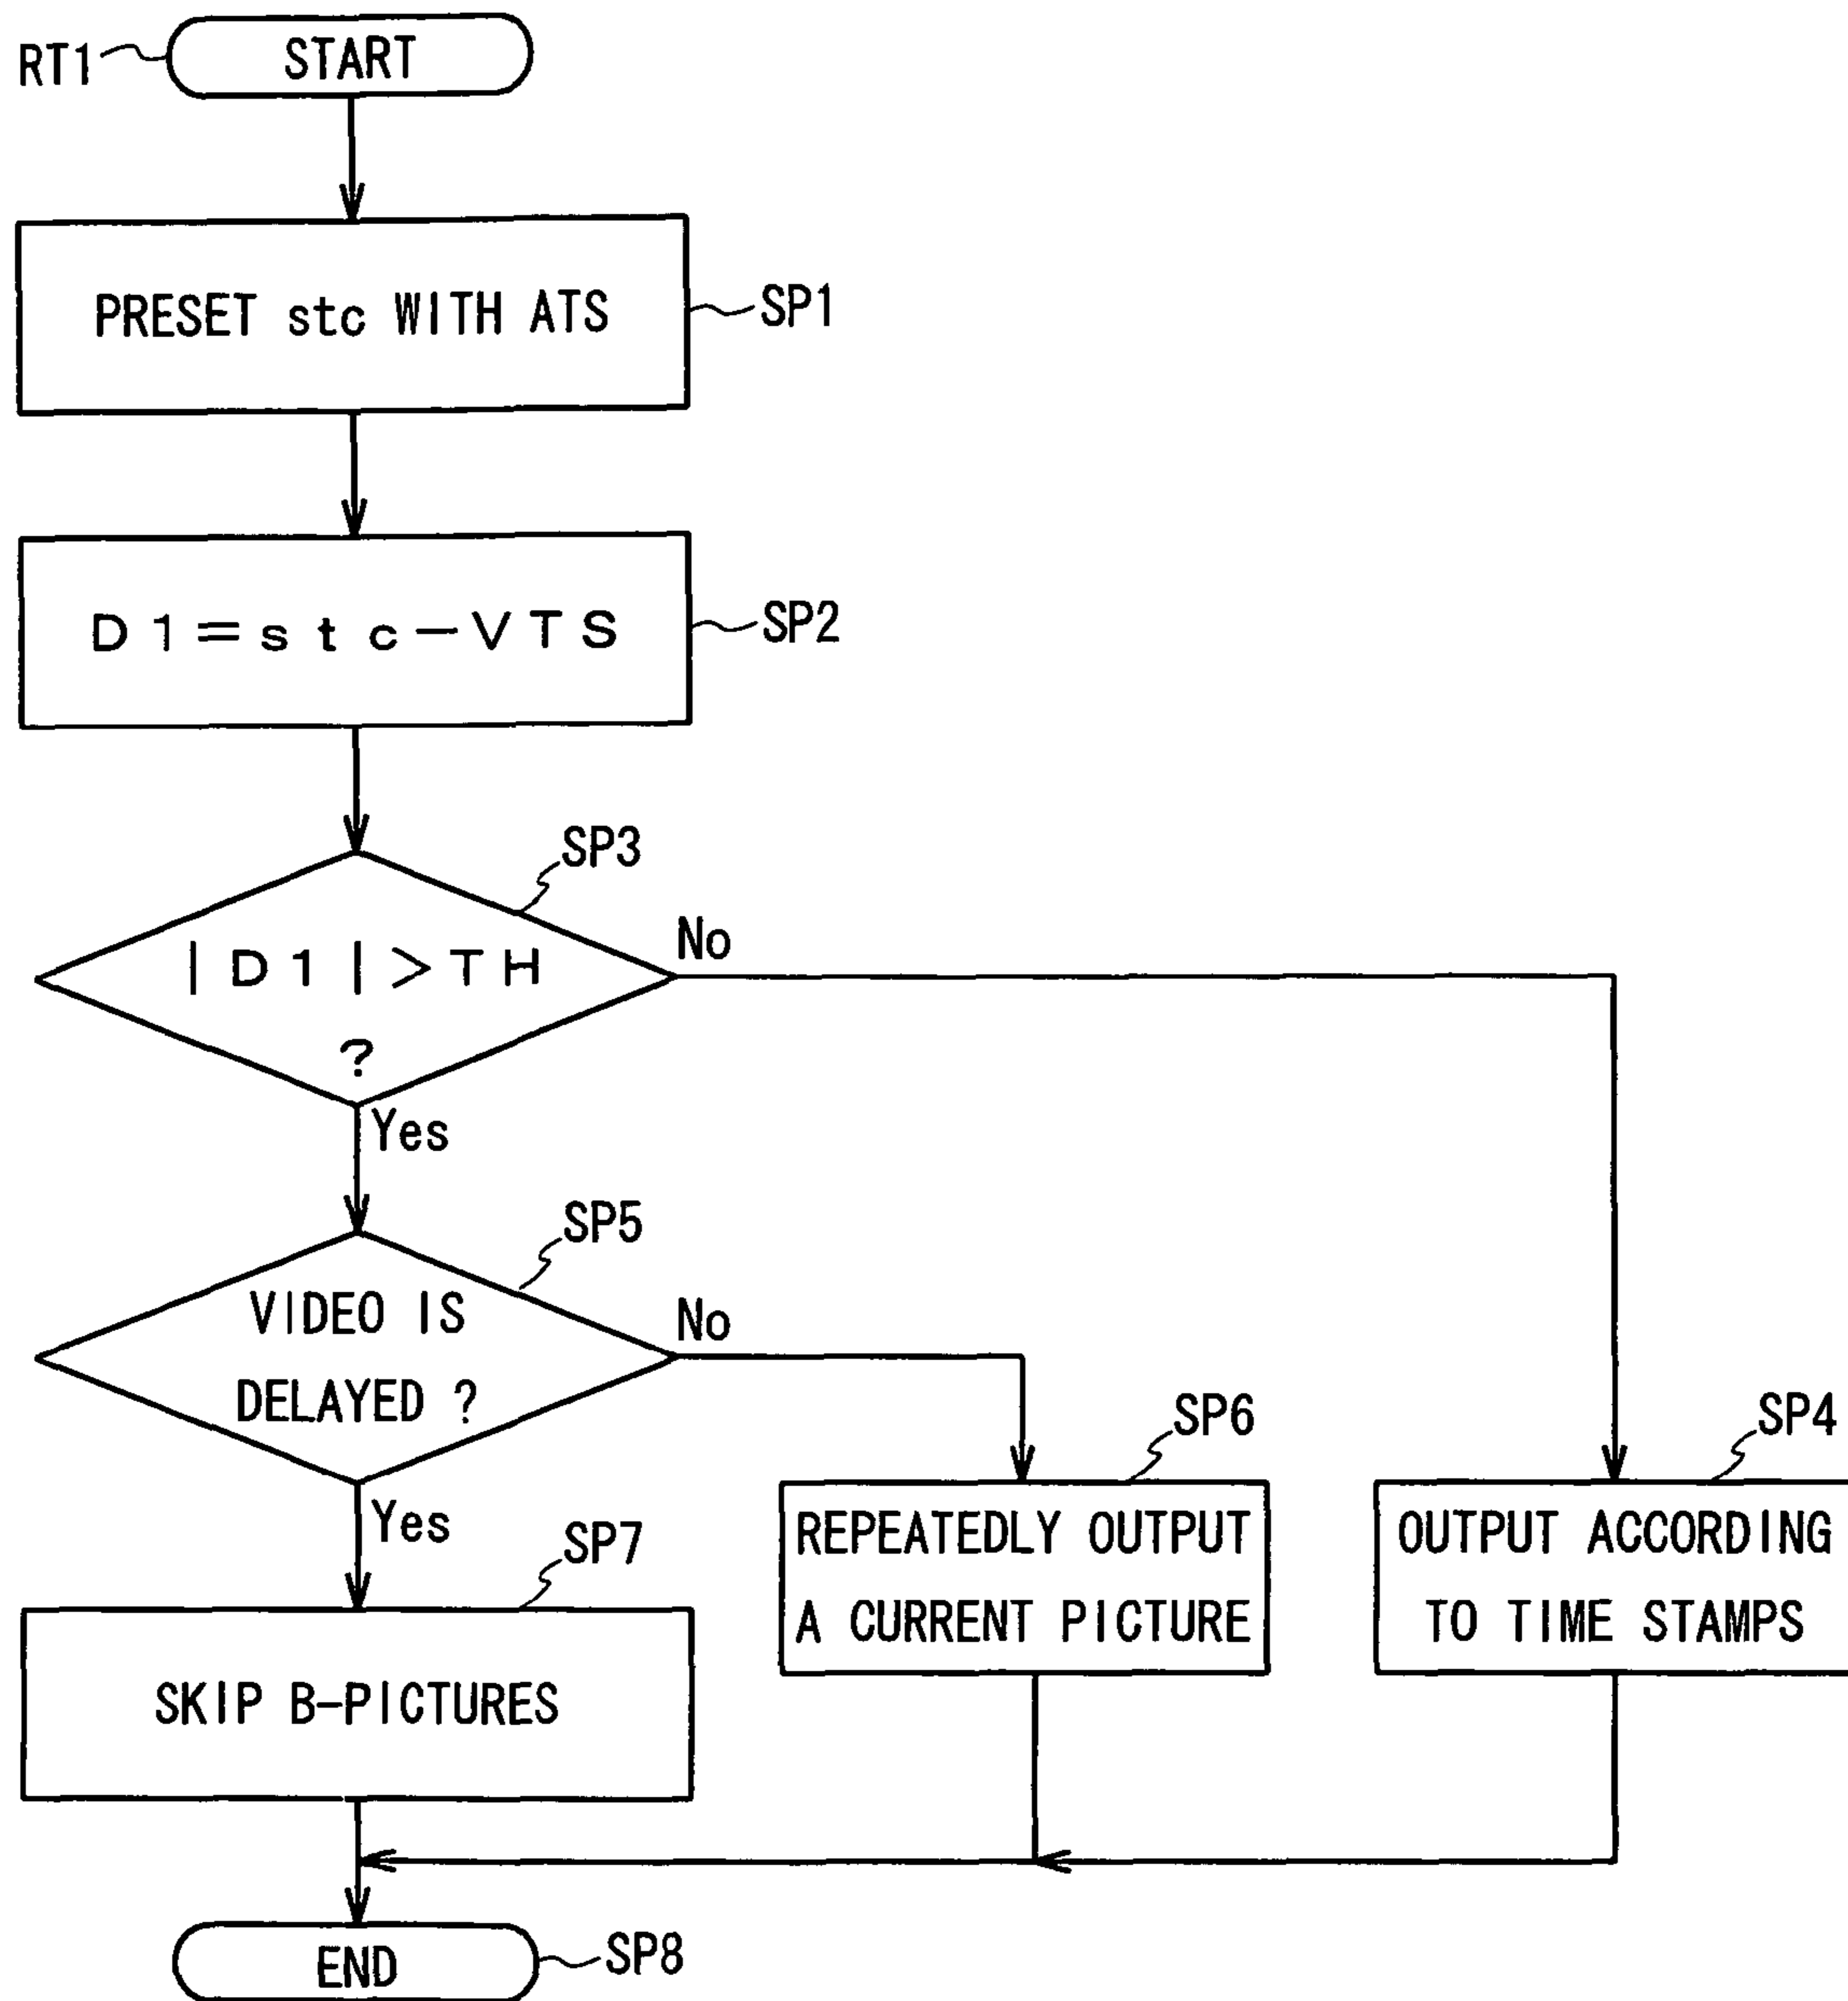 RT1
START
PRESET stc WITH ATS
SP1
D1=stc-VTS
SP2
SP3
|D1|>TH
?
No
Yes
SP5
VIDEO IS
DELAYED ?
No
Yes
SP6
REPEATEDLY OUTPUT
A CURRENT PICTURE
SP4
OUTPUT ACCORDING
TO TIME STAMPS
SP7
SKIP B-PICTURES
END
SP8